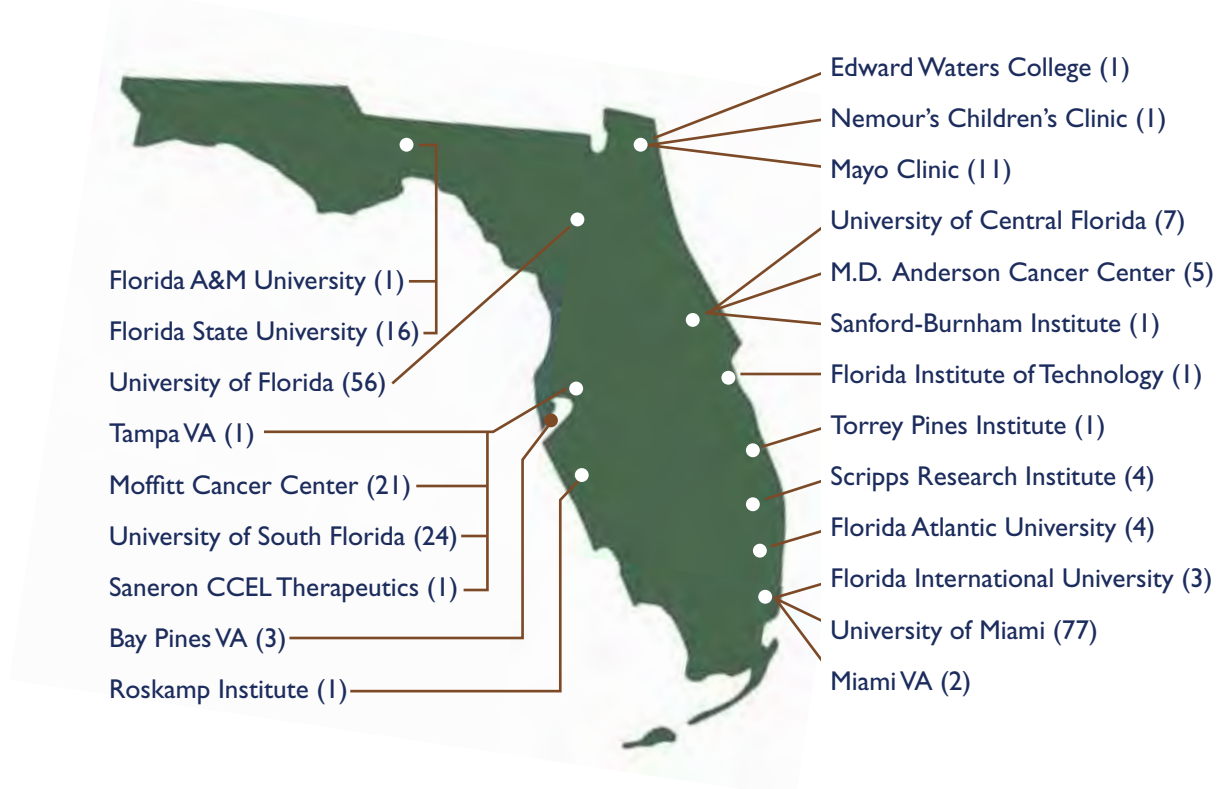 Florida A&M University (1)
Florida State University (16)
University of Florida (56)
Tampa VA (1)
Moffitt Cancer Center (21)
University of South Florida (24)
Saneron CCEL Therapeutics (1)
Bay Pines VA (3)
Roskamp Institute (1)
Edward Waters College (1)
Nemour's Children's Clinic (1)
Mayo Clinic (11)
University of Central Florida (7)
M.D. Anderson Cancer Center (5)
Sanford-Burnham Institute (1)
Florida Institute of Technology (1)
Torrey Pines Institute (1)
Scripps Research Institute (4)
Florida Atlantic University (4)
Florida International University (3)
University of Miami (77)
Miami VA (2)